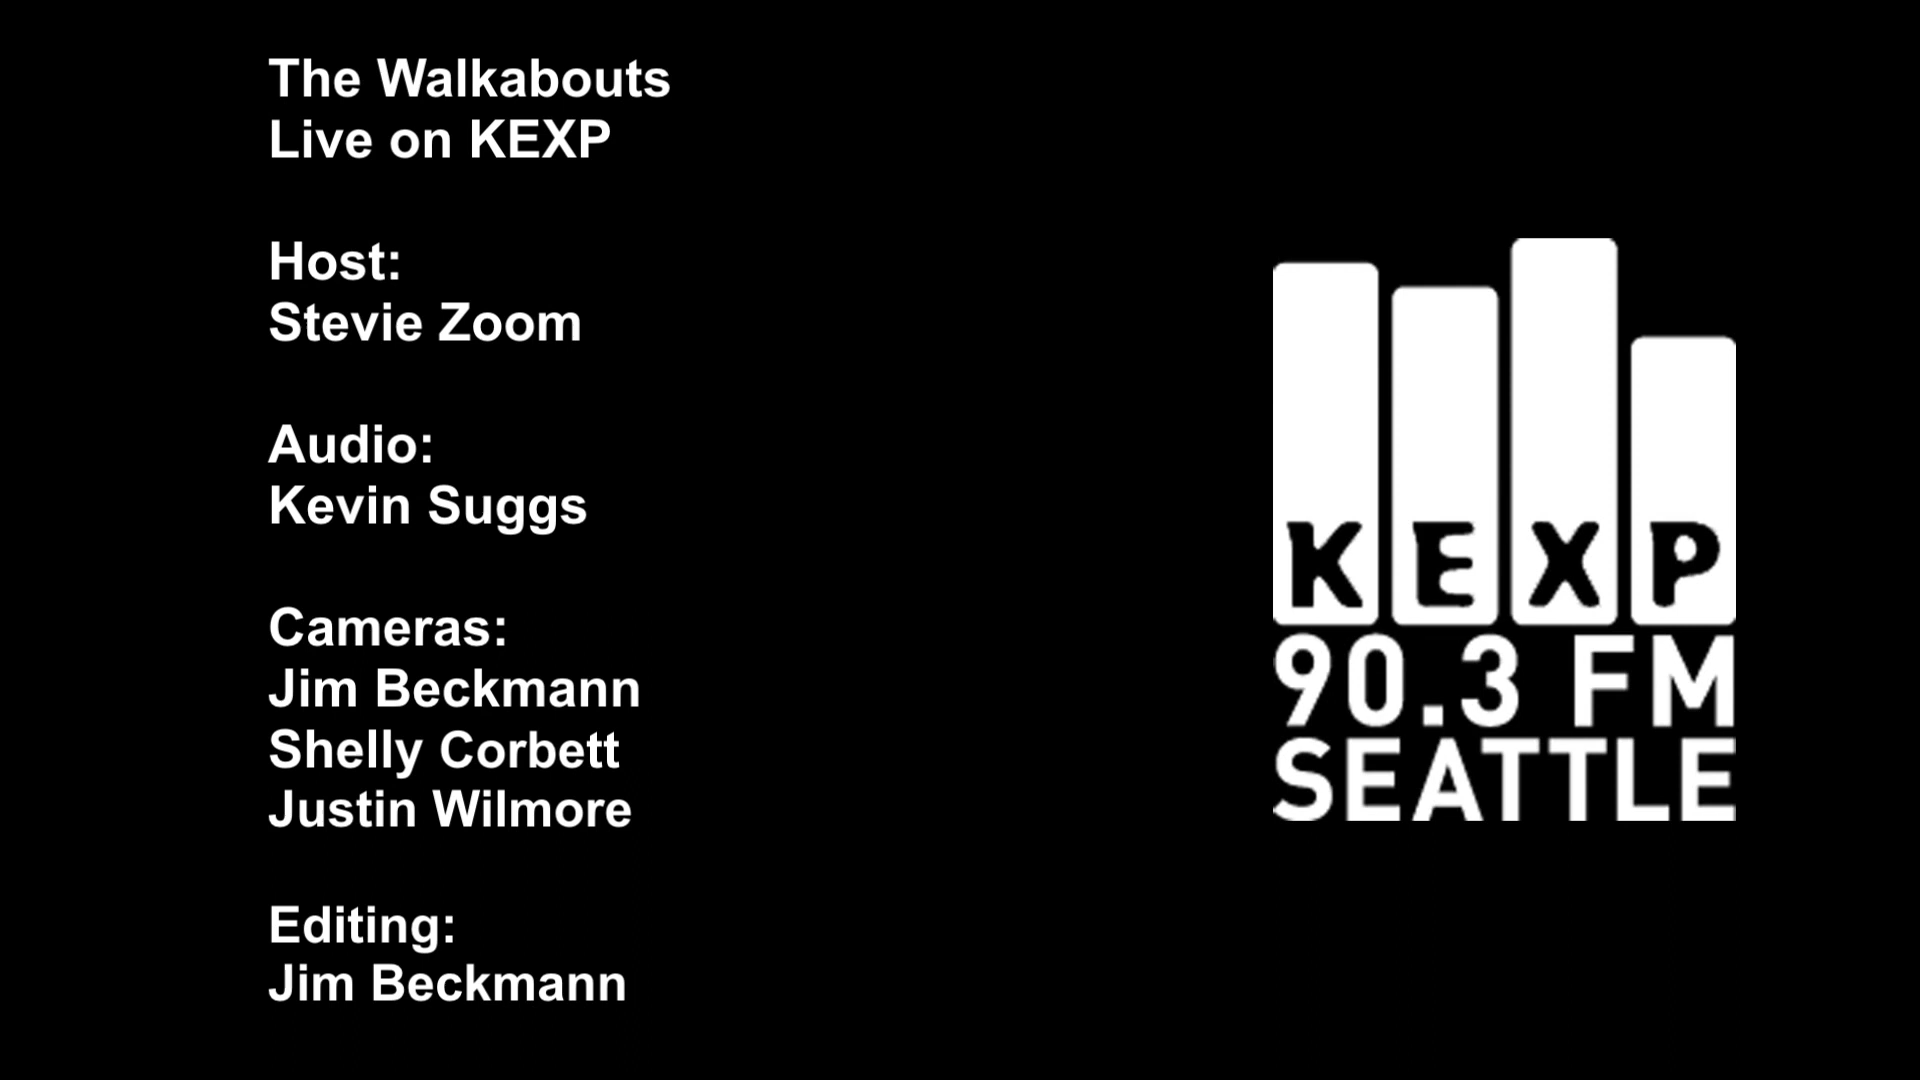 The Walkabouts
Live on KEXP
Host:
Stevie Zoom
Audio:
Kevin Suggs
Cameras:
Jim Beckmann
Shelly Corbett
Justin Wilmore
Editing:
Jim Beckmann
KEXP
90.3 FM
SEATTLE